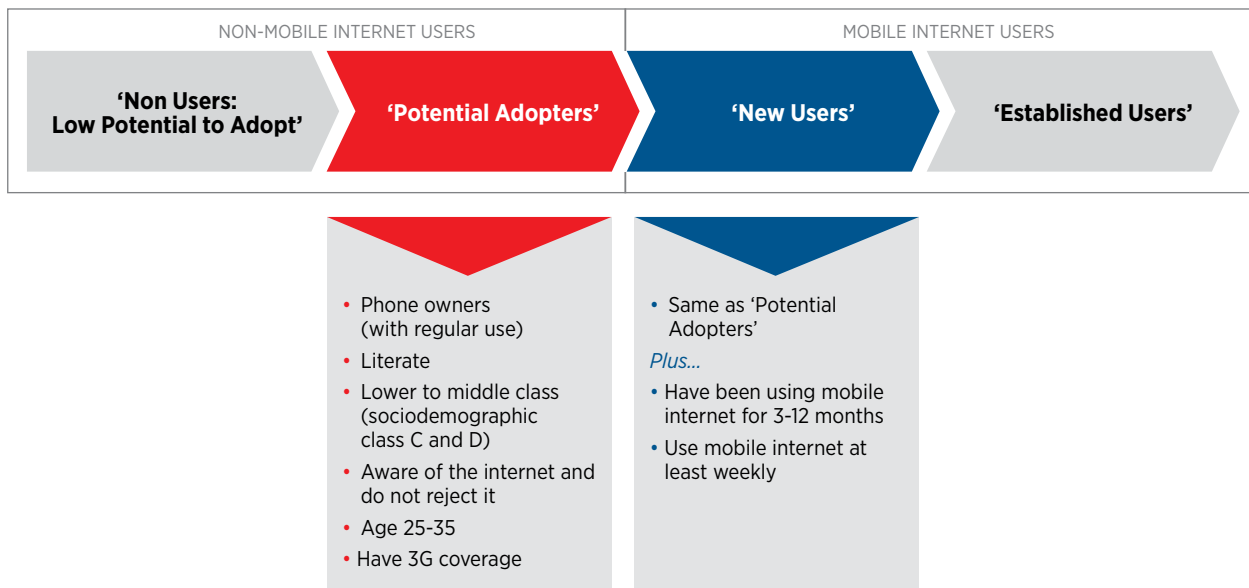 NON-MOBILE INTERNET USERS
MOBILE INTERNET USERS
‘Non Users:
Low Potential to Adopt’
‘Potential Adopters’
‘New Users’
‘Established Users’
• Phone owners
(with regular use)
• Literate
• Lower to middle class
(sociodemographic
class C and D)
• Aware of the internet and
do not reject it
• Age 25-35
• Have 3G coverage
• Same as ‘Potential
Adopters’
Plus...
• Have been using mobile
internet for 3-12 months
• Use mobile internet at
least weekly